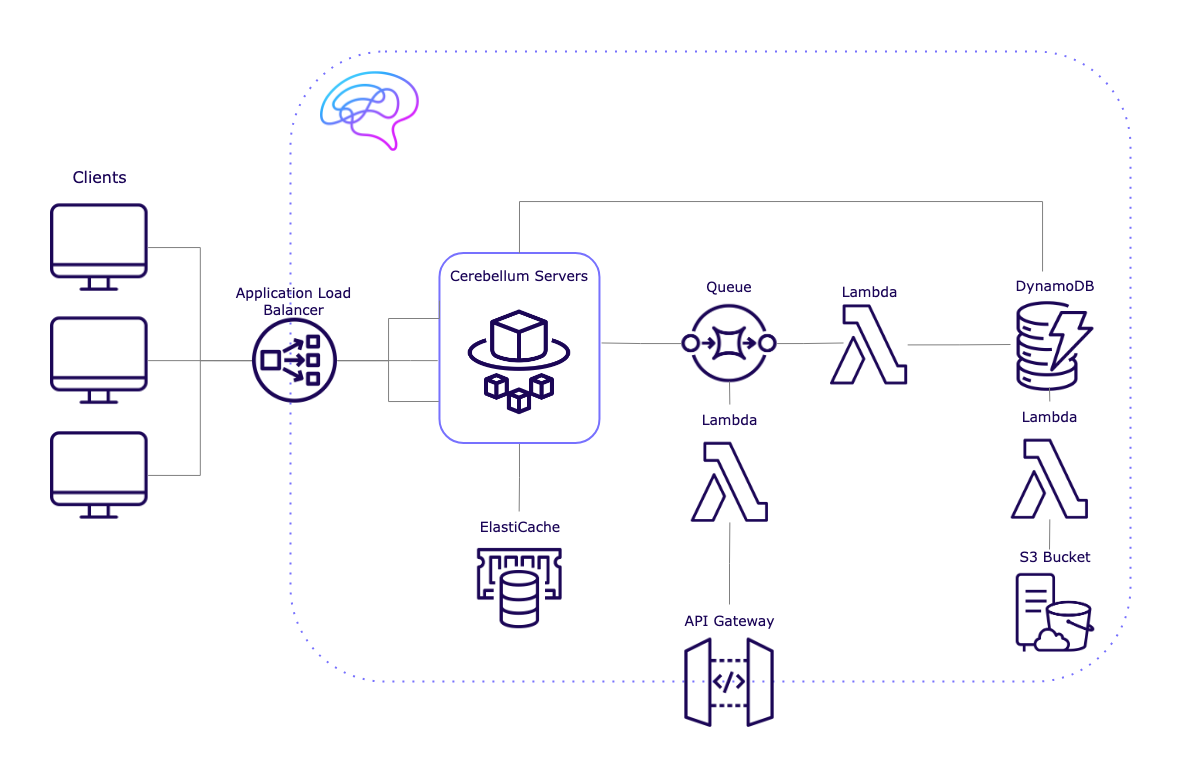 Clients
Application Load
Balancer
Cerebellum Servers
Queue
Lambda
DynamoDB
Lambda
Lambda
ElastiCache
S3 Bucket
API Gateway